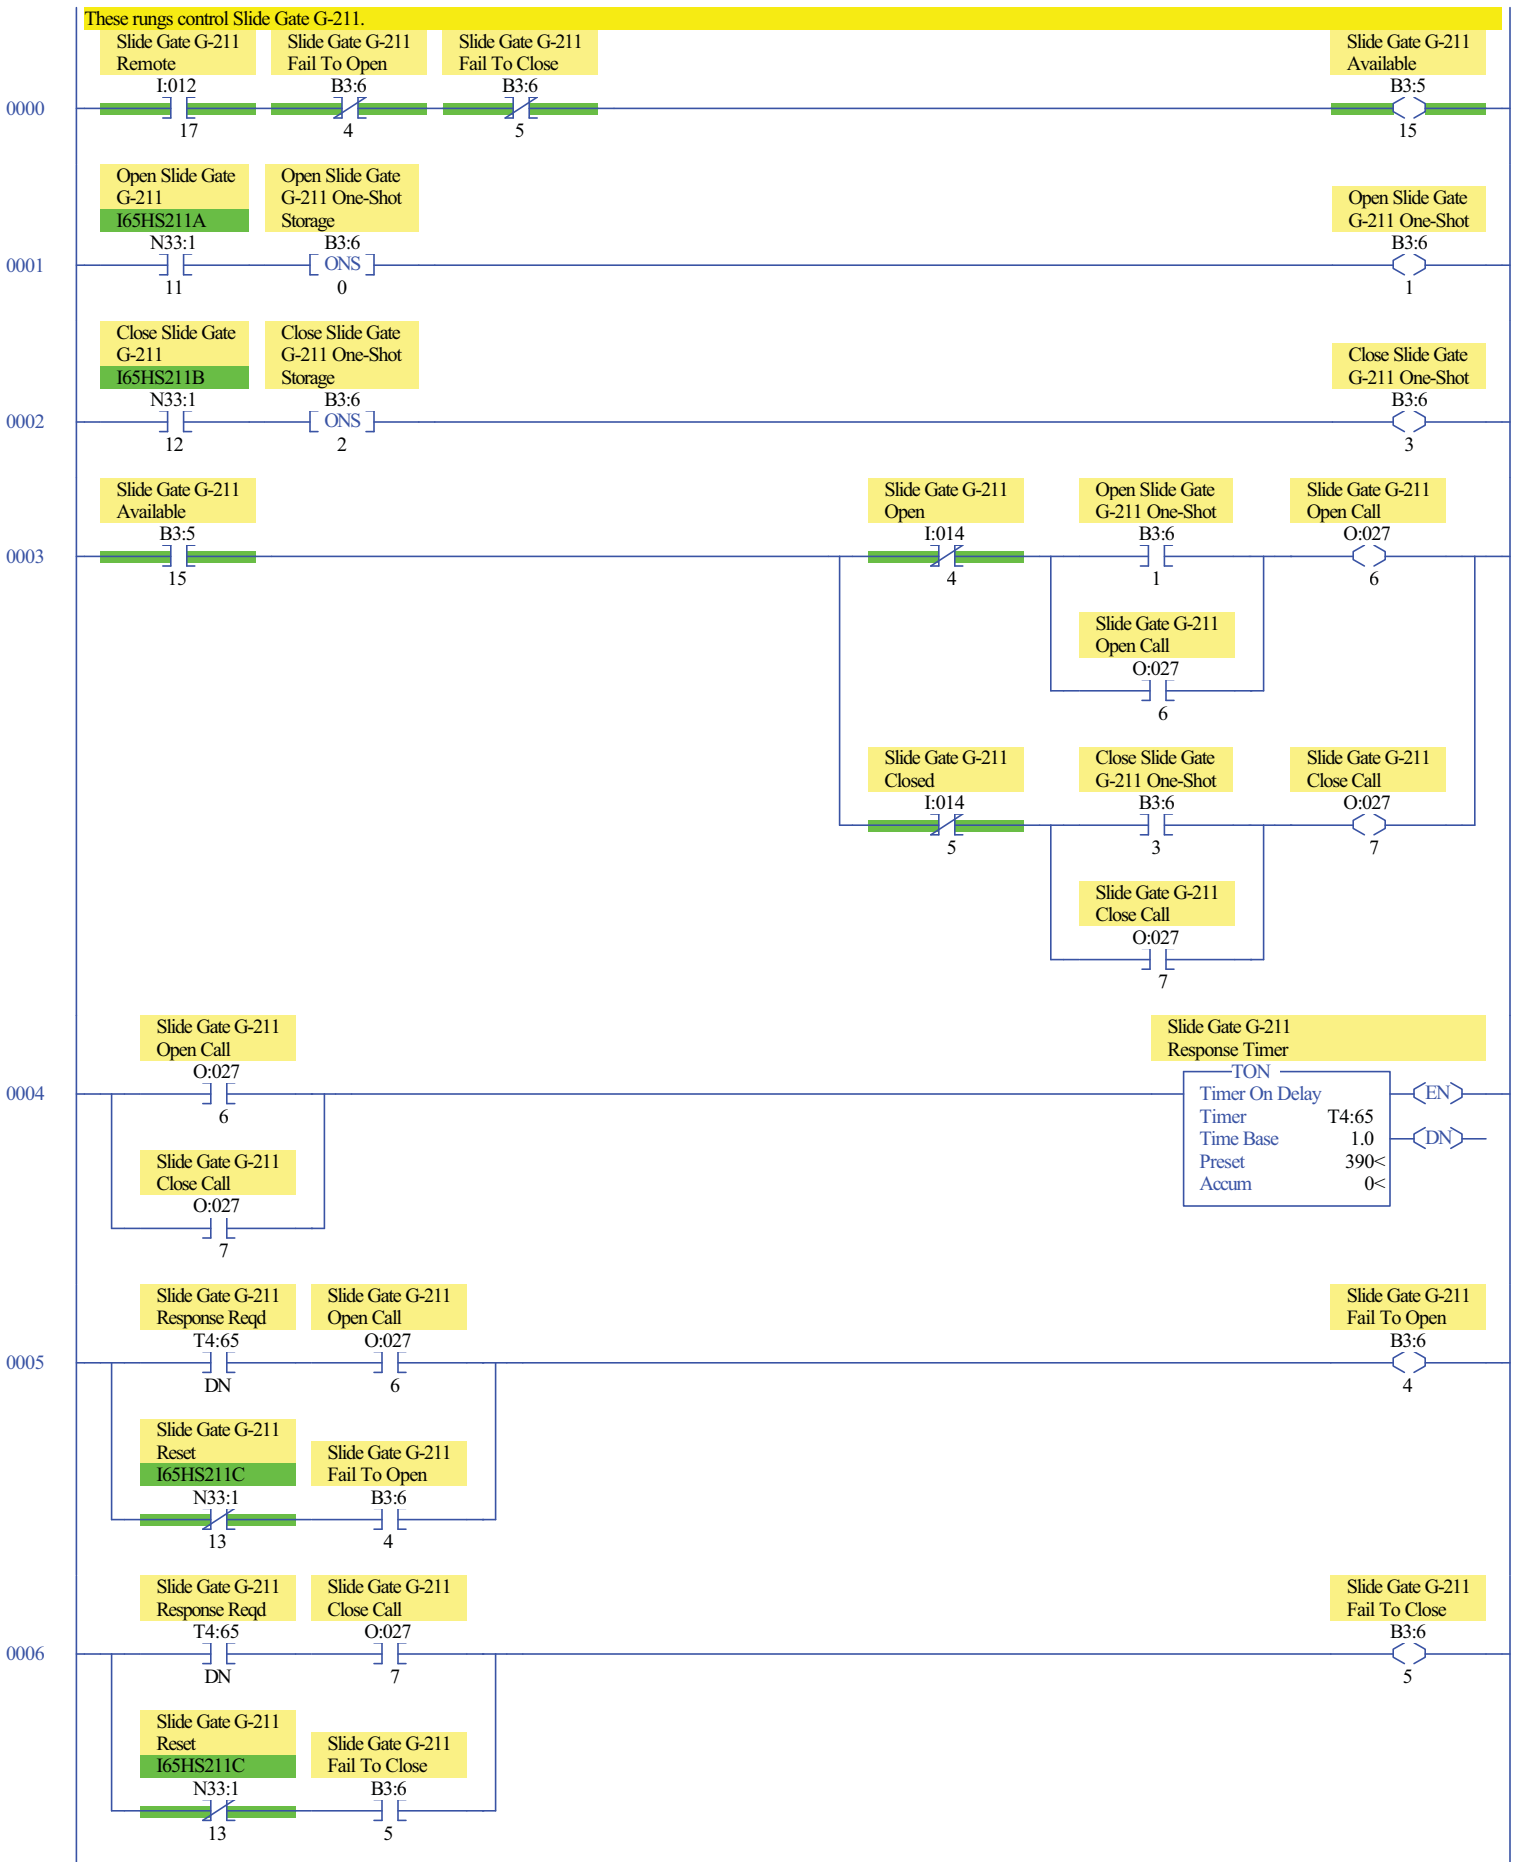 These rungs control Slide Gate G-211.
Slide Gate G-211
Remote
I:012
17
Slide Gate G-211
Fail To Open
B3:6
4
Slide Gate G-211
Fail To Close
B3:6
5
Slide Gate G-211
Available
B3:5
15
0000
Open Slide Gate
G-211
I65HS211A
N33:1
11
Open Slide Gate
G-211 One-Shot
Storage
B3:6
ONS
0
Open Slide Gate
G-211 One-Shot
B3:6
1
0001
Close Slide Gate
G-211
I65HS211B
N33:1
12
Close Slide Gate
G-211 One-Shot
Storage
B3:6
ONS
2
Close Slide Gate
G-211 One-Shot
B3:6
3
0002
Slide Gate G-211
Available
B3:5
15
Slide Gate G-211
Open
I:014
4
Open Slide Gate
G-211 One-Shot
B3:6
1
Slide Gate G-211
Open Call
O:027
6
0003
Slide Gate G-211
Open Call
O:027
6
Slide Gate G-211
Closed
I:014
5
Close Slide Gate
G-211 One-Shot
B3:6
3
Slide Gate G-211
Close Call
O:027
7
Slide Gate G-211
Close Call
O:027
7
Slide Gate G-211
Open Call
O:027
6
0004
Slide Gate G-211
Response Timer
TON
Timer On Delay
Timer T4:65
Time Base 1.0
Preset 390<
Accum 0<
EN
DN
Slide Gate G-211
Close Call
O:027
7
Slide Gate G-211
Response Reqd
T4:65
DN
Slide Gate G-211
Open Call
O:027
6
Slide Gate G-211
Fail To Open
B3:6
4
0005
Slide Gate G-211
Reset
I65HS211C
N33:1
13
Slide Gate G-211
Fail To Open
B3:6
4
Slide Gate G-211
Response Reqd
T4:65
DN
Slide Gate G-211
Close Call
O:027
7
Slide Gate G-211
Fail To Close
B3:6
5
0006
Slide Gate G-211
Reset
I65HS211C
N33:1
13
Slide Gate G-211
Fail To Close
B3:6
5